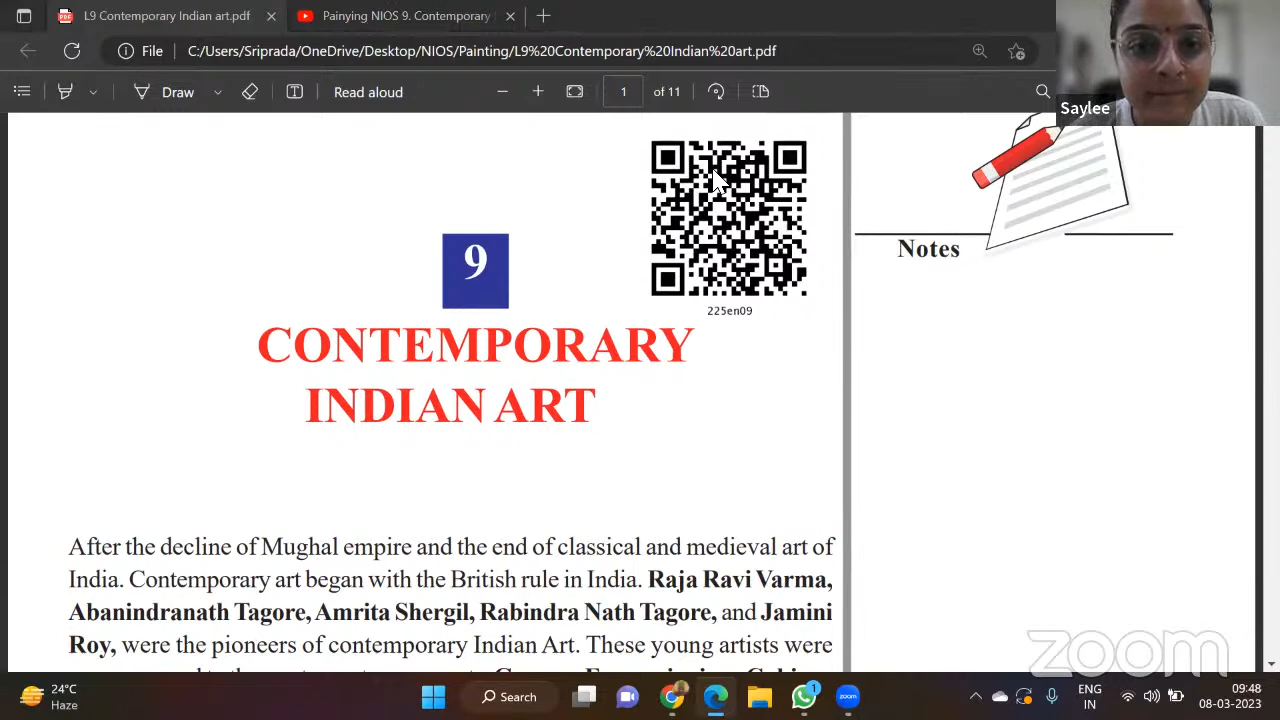 L9 Contemporary Indian art.pdf
Painying NIOS 9. Contemporary
File
C:/Users/Sriprada/OneDrive/Desktop/NIOS/Painting/L9%20Contemporary%20Indian%20art.pdf
Draw
Read aloud
1
of 11
Saylee
225en09
Notes
9
CONTEMPORARY
INDIAN ART
After the decline of Mughal empire and the end of classical and medieval art of
India. Contemporary art began with the British rule in India. Raja Ravi Varma,
Abanindranath Tagore, Amrita Shergil, Rabindra Nath Tagore, and Jamini
Roy, were the pioneers of contemporary Indian Art. These young artists were
zoom
24°C
Haze
Search
1
zoom
ENG
IN
09:48
08-03-2023